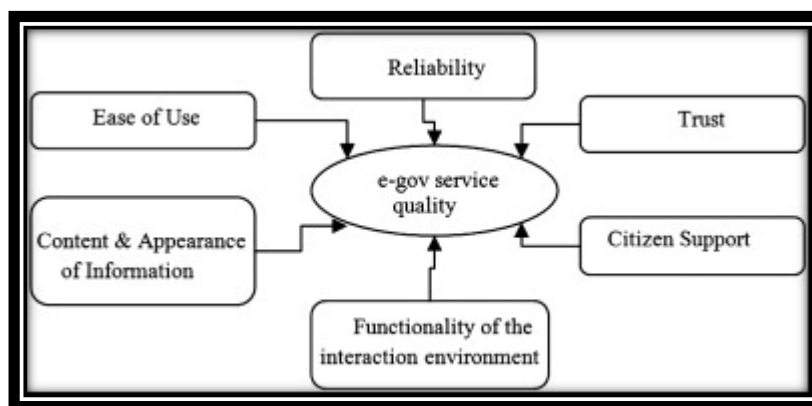 Reliability
Ease of Use
Trust
e-gov service
quality
Content & Appearance
of Information
Citizen Support
Functionality of the
interaction environment